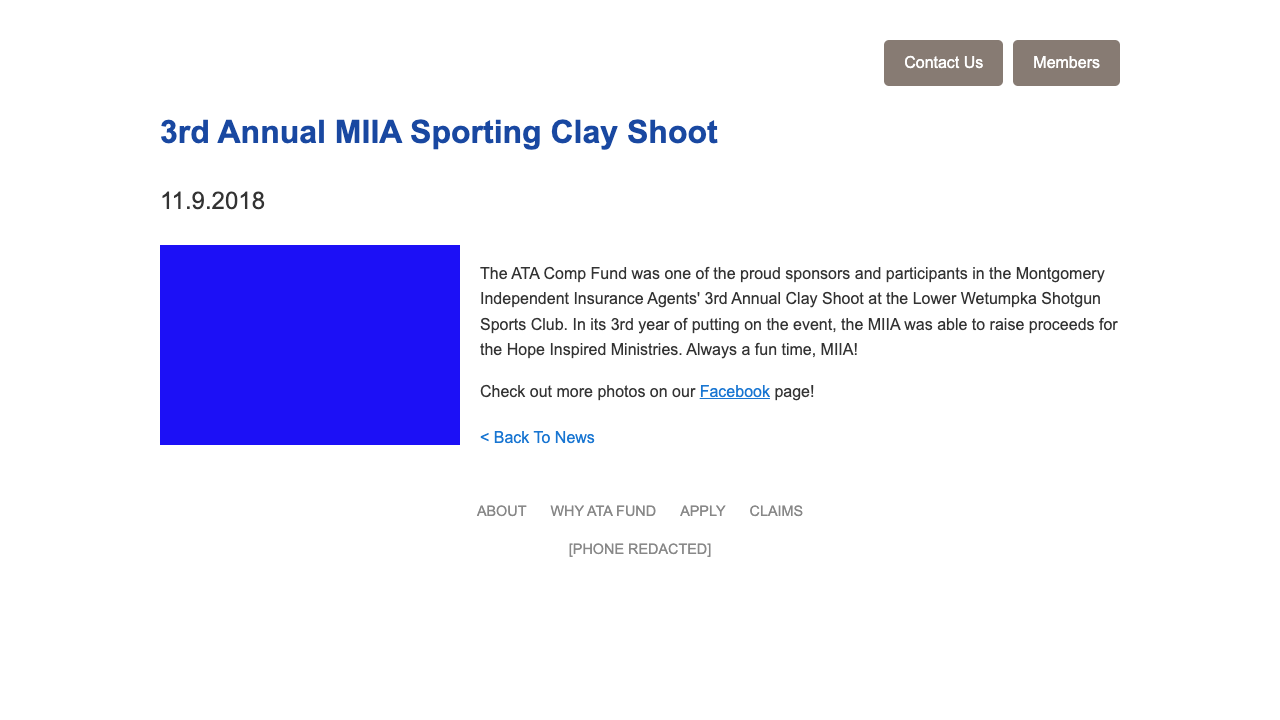 Contact Us Members
3rd Annual MIIA Sporting Clay Shoot
11.9.2018
The ATA Comp Fund was one of the proud sponsors and participants in the Montgomery
Independent Insurance Agents' 3rd Annual Clay Shoot at the Lower Wetumpka Shotgun
Sports Club. In its 3rd year of putting on the event, the MIIA was able to raise proceeds for
the Hope Inspired Ministries. Always a fun time, MIIA!
Check out more photos on our Facebook page!
< Back To News
ABOUT WHY ATA FUND APPLY CLAIMS
[PHONE REDACTED]